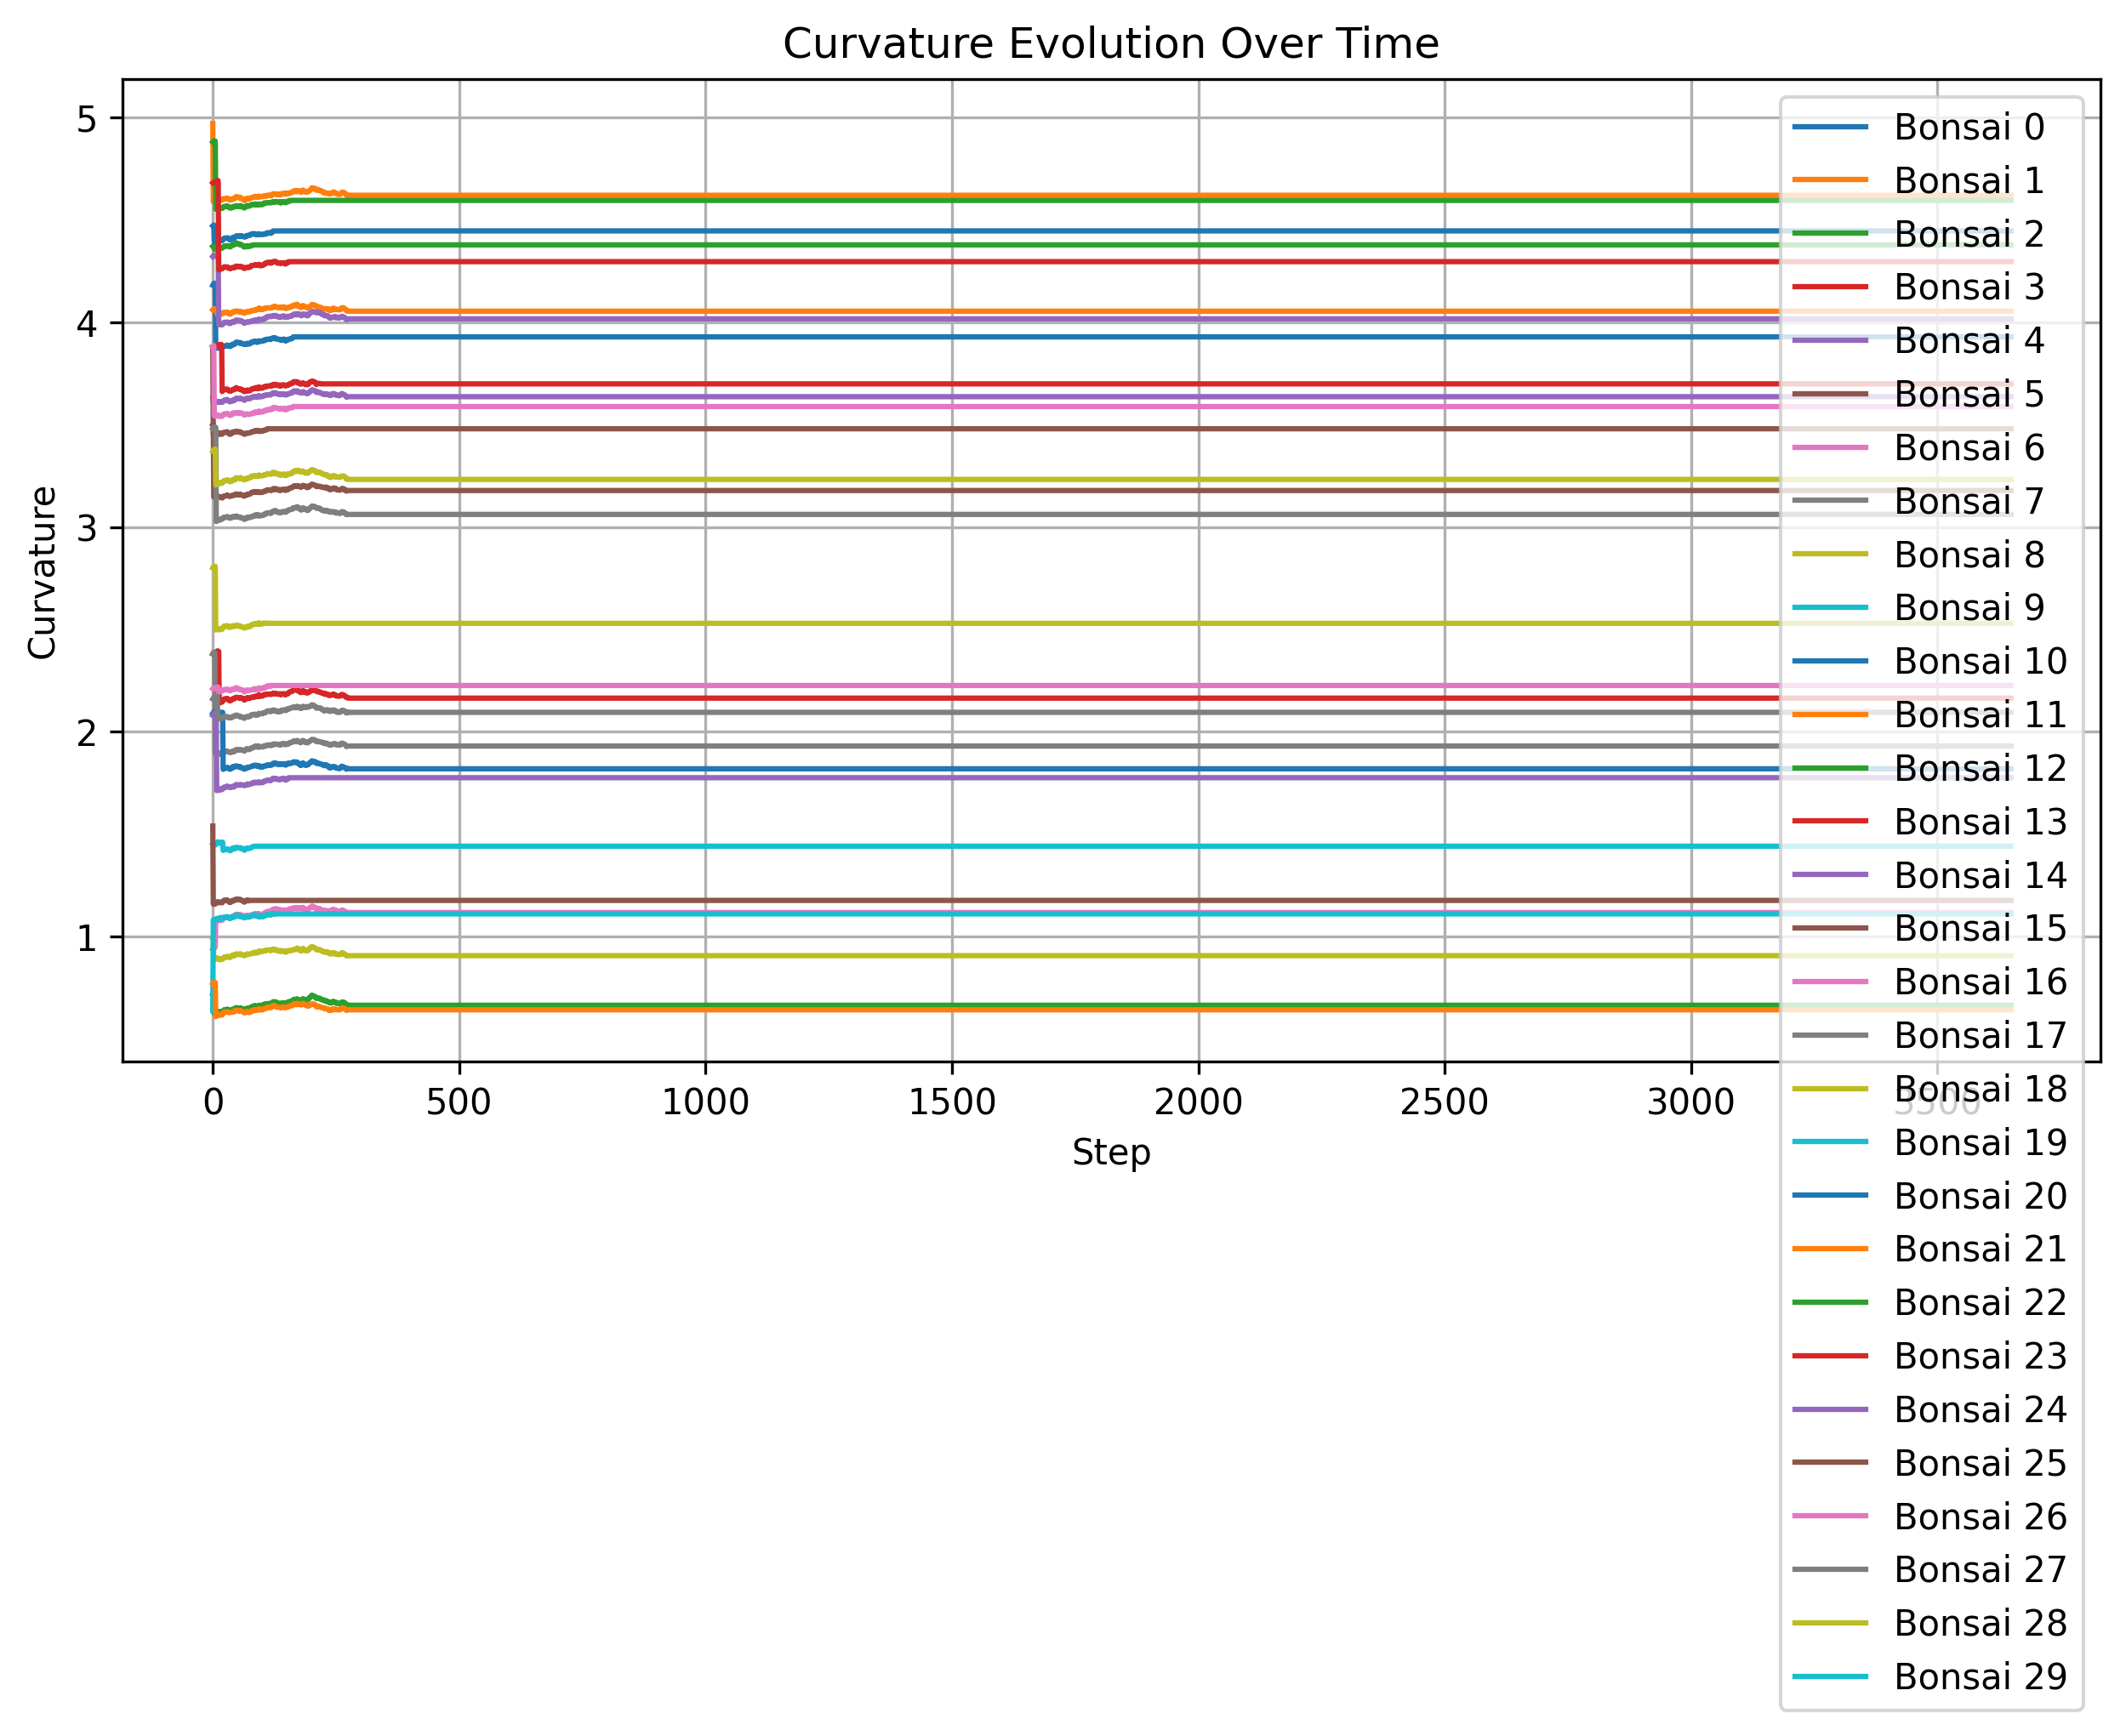 Curvature Evolution Over Time
Curvature
5
4
3
2
1
0 500 1000 1500 2000 2500 3000 3500
Step
Bonsai 0
Bonsai 1
Bonsai 2
Bonsai 3
Bonsai 4
Bonsai 5
Bonsai 6
Bonsai 7
Bonsai 8
Bonsai 9
Bonsai 10
Bonsai 11
Bonsai 12
Bonsai 13
Bonsai 14
Bonsai 15
Bonsai 16
Bonsai 17
Bonsai 18
Bonsai 19
Bonsai 20
Bonsai 21
Bonsai 22
Bonsai 23
Bonsai 24
Bonsai 25
Bonsai 26
Bonsai 27
Bonsai 28
Bonsai 29